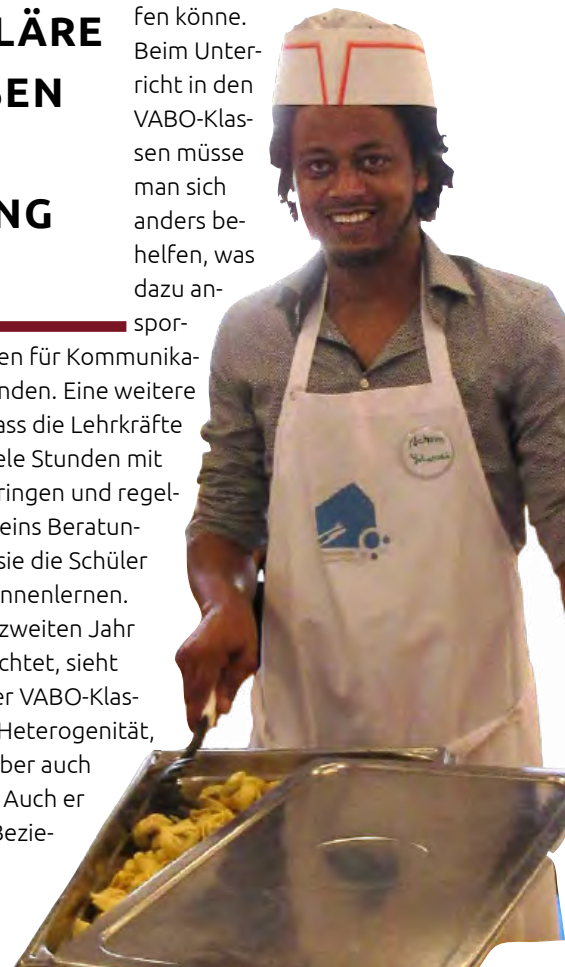 LÄRE
NG
fen könne.
Beim Unter-
richt in den
VABO-Klas-
sen müsse
man sich
anders be-
helfen, was
dazu an-
spor-
en für Kommunika-
nden. Eine weitere
ass die Lehrkräfte
ele Stunden mit
ringen und regel-
eins Beratun-
sie die Schüler
nnenlernen.
zweiten Jahr
chtet, sieht
er VABO-Klas-
Heterogenität,
ber auch
Auch er
Bezie-